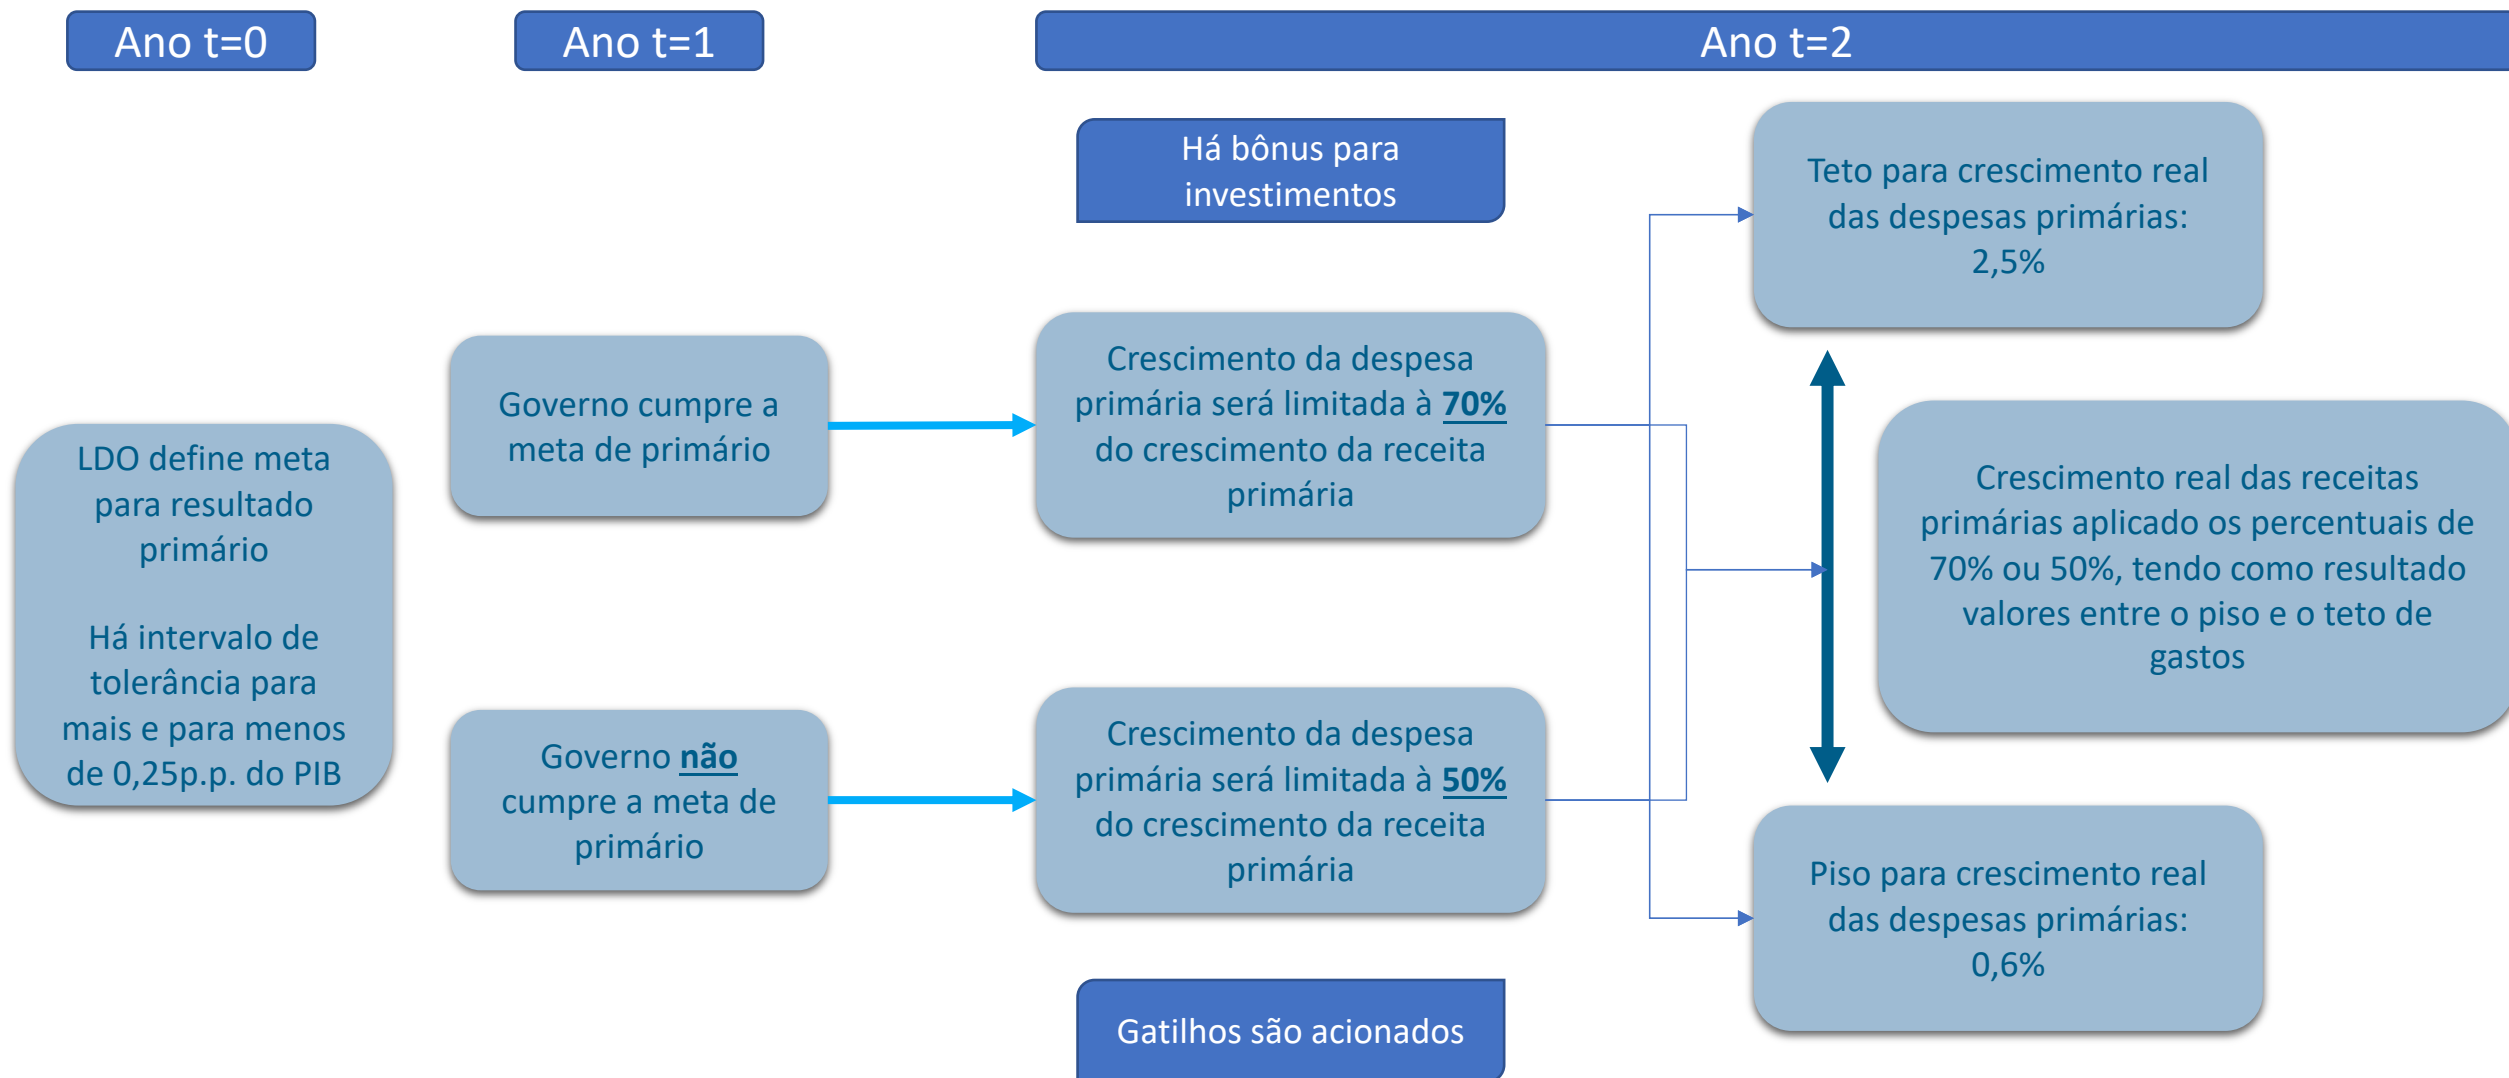 Ano t=0
Ano t=1
Ano t=2
LDO define meta
para resultado
primário
Há intervalo de
tolerância para
mais e para menos
de 0,25p.p. do PIB
Governo cumpre a
meta de primário
Governo não
cumpre a meta de
primário
Há bônus para
investimentos
Crescimento da despesa
primária será limitada à 70%
do crescimento da receita
primária
Crescimento da despesa
primária será limitada à 50%
do crescimento da receita
primária
Gatilhos são acionados
Teto para crescimento real
das despesas primárias:
2,5%
Crescimento real das receitas
primárias aplicado os percentuais de
70% ou 50%, tendo como resultado
valores entre o piso e o teto de
gastos
Piso para crescimento real
das despesas primárias:
0,6%